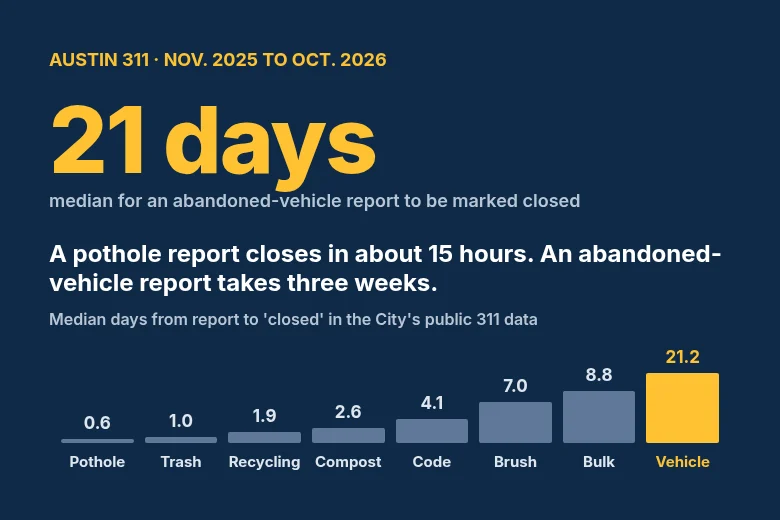 AUSTIN 311 · NOV. 2025 TO OCT. 2026
21 days
median for an abandoned-vehicle report to be marked closed
A pothole report closes in about 15 hours. An abandoned-
vehicle report takes three weeks.
Median days from report to 'closed' in the City's public 311 data
0.6 1.0 1.9 2.6 4.1 7.0 8.8 21.2
Pothole Trash Recycling Compost Code Brush Bulk Vehicle